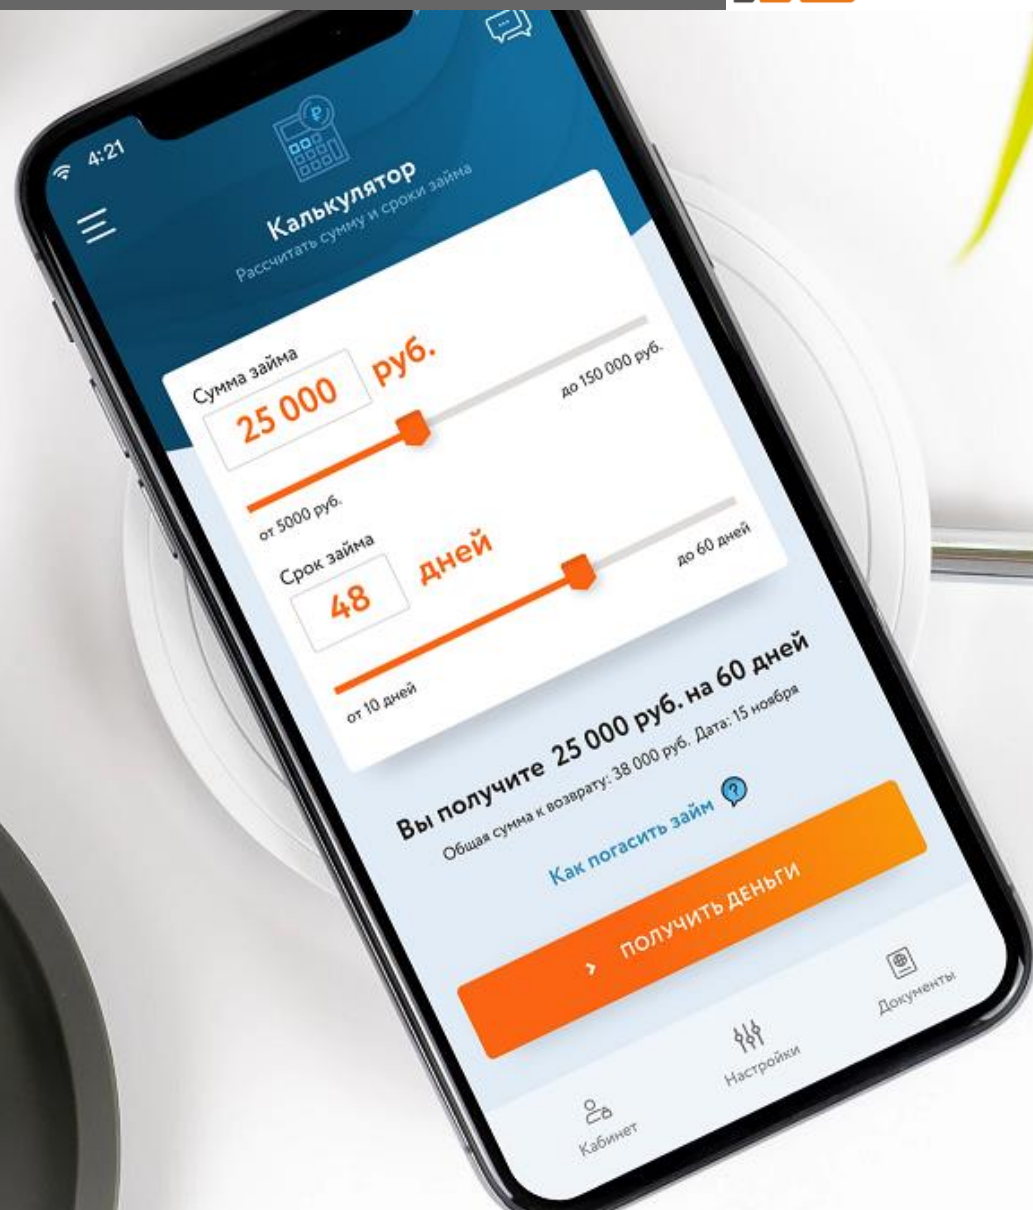 4:21
Калькулятор
Рассчитать сумму и сроки займа
Сумма займа
25 000 руб.
от 5000 руб.
до 150 000 руб.
Срок займа
48 дней
от 10 дней
до 60 дней
Вы получите 25 000 руб. на 60 дней
Общая сумма к возврату: 38 000 руб. Дата: 15 ноября
Как погасить займ ?
› ПОЛУЧИТЬ ДЕНЬГИ
Кабинет
Настройки
Документы